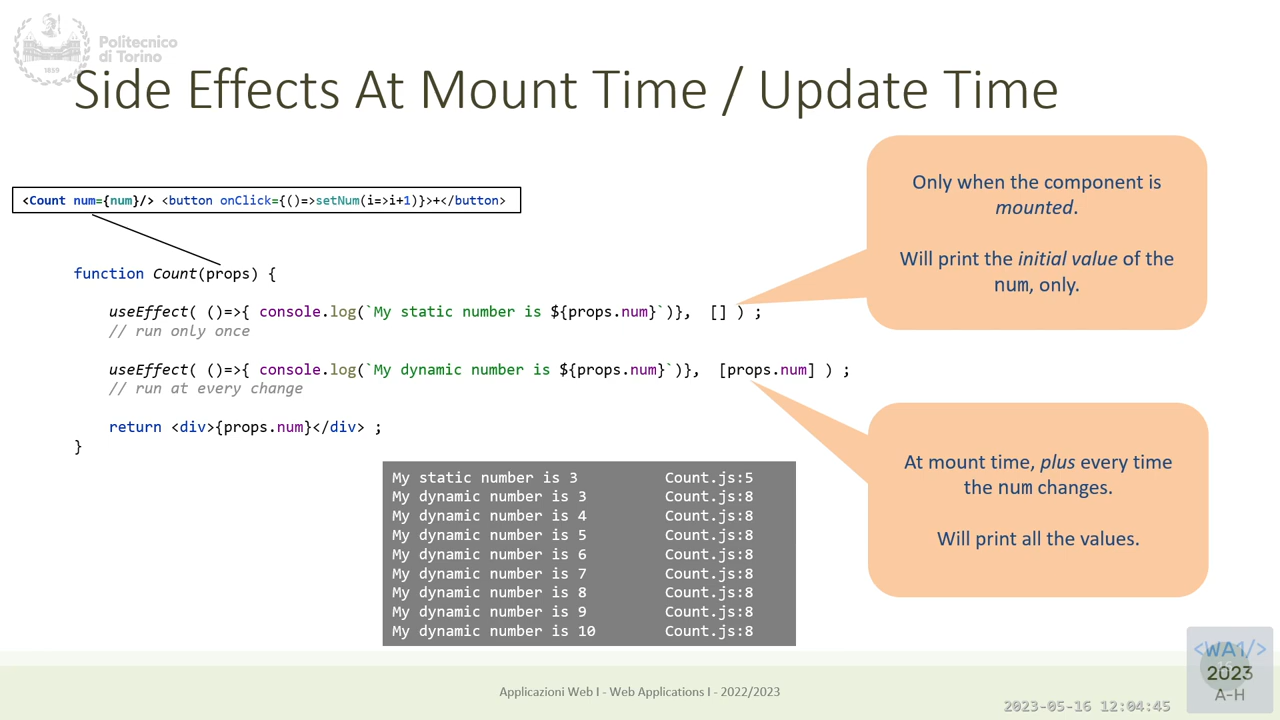 Politecnico
di Torino
1859
Side Effects At Mount Time / Update Time
<Count num={num}/> <button onClick={()=>setNum(i=>i+1)}>+</button>
function Count(props) {
useEffect( ()=>{ console.log(`My static number is ${props.num}`)}, [] ) ;
// run only once
useEffect( ()=>{ console.log(`My dynamic number is ${props.num}`)}, [props.num] ) ;
// run at every change
return <div>{props.num}</div> ;
}
Only when the component is
mounted.
Will print the initial value of the
num, only.
At mount time, plus every time
the num changes.
Will print all the values.
My static number is 3 Count.js:5
My dynamic number is 3 Count.js:8
My dynamic number is 4 Count.js:8
My dynamic number is 5 Count.js:8
My dynamic number is 6 Count.js:8
My dynamic number is 7 Count.js:8
My dynamic number is 8 Count.js:8
My dynamic number is 9 Count.js:8
My dynamic number is 10 Count.js:8
Applicazioni Web I - Web Applications I - 2022/2023
<WA1/>
2023
A-H
2023-05-16 12:04:45